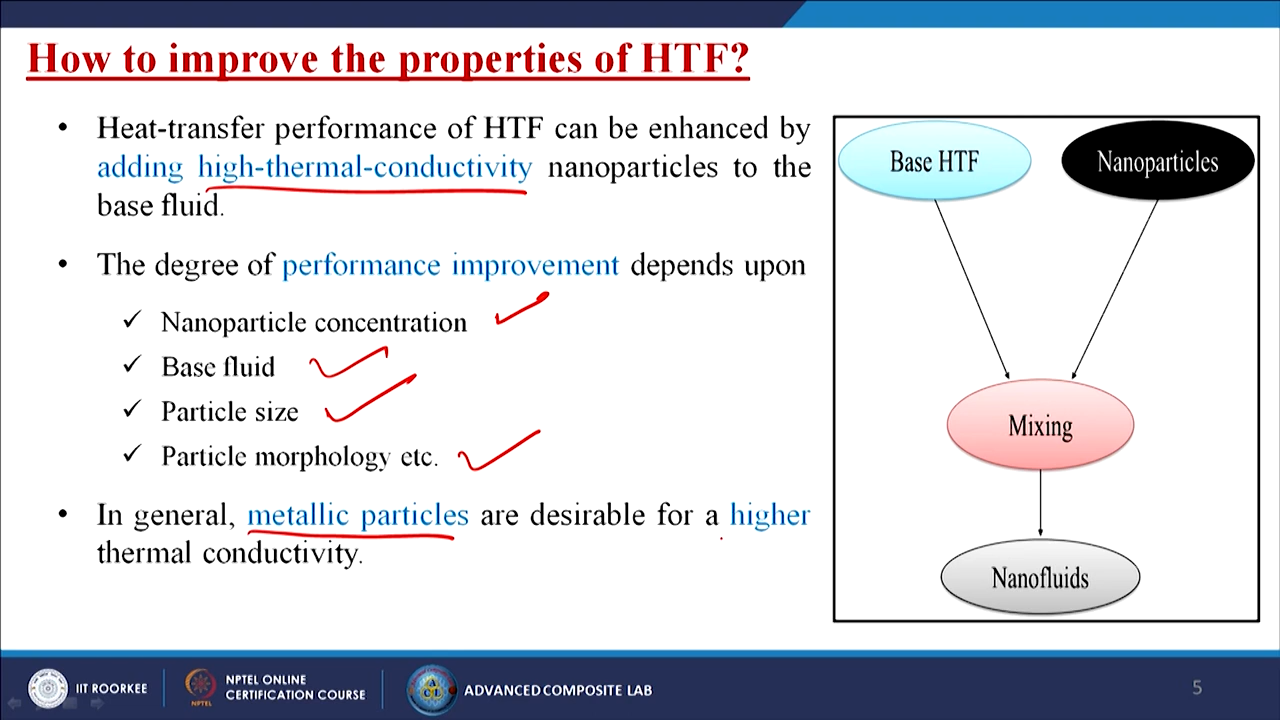 How to improve the properties of HTF?
• Heat-transfer performance of HTF can be enhanced by
adding high-thermal-conductivity nanoparticles to the
base fluid.
• The degree of performance improvement depends upon
✓ Nanoparticle concentration
✓ Base fluid
✓ Particle size
✓ Particle morphology etc.
• In general, metallic particles are desirable for a higher
thermal conductivity.
Base HTF
Nanoparticles
Mixing
Nanofluids
IIT ROORKEE
NPTEL
NPTEL ONLINE
CERTIFICATION COURSE
ACL
ADVANCED COMPOSITE LAB
5